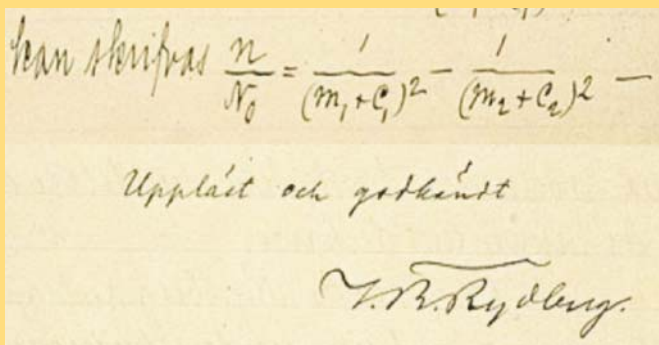 kan skrifvas n/N₀ = 1/(m₁+c₁)² - 1/(m₂+c₂)² —
Uppläst och godkändt
J.R.Rydberg.